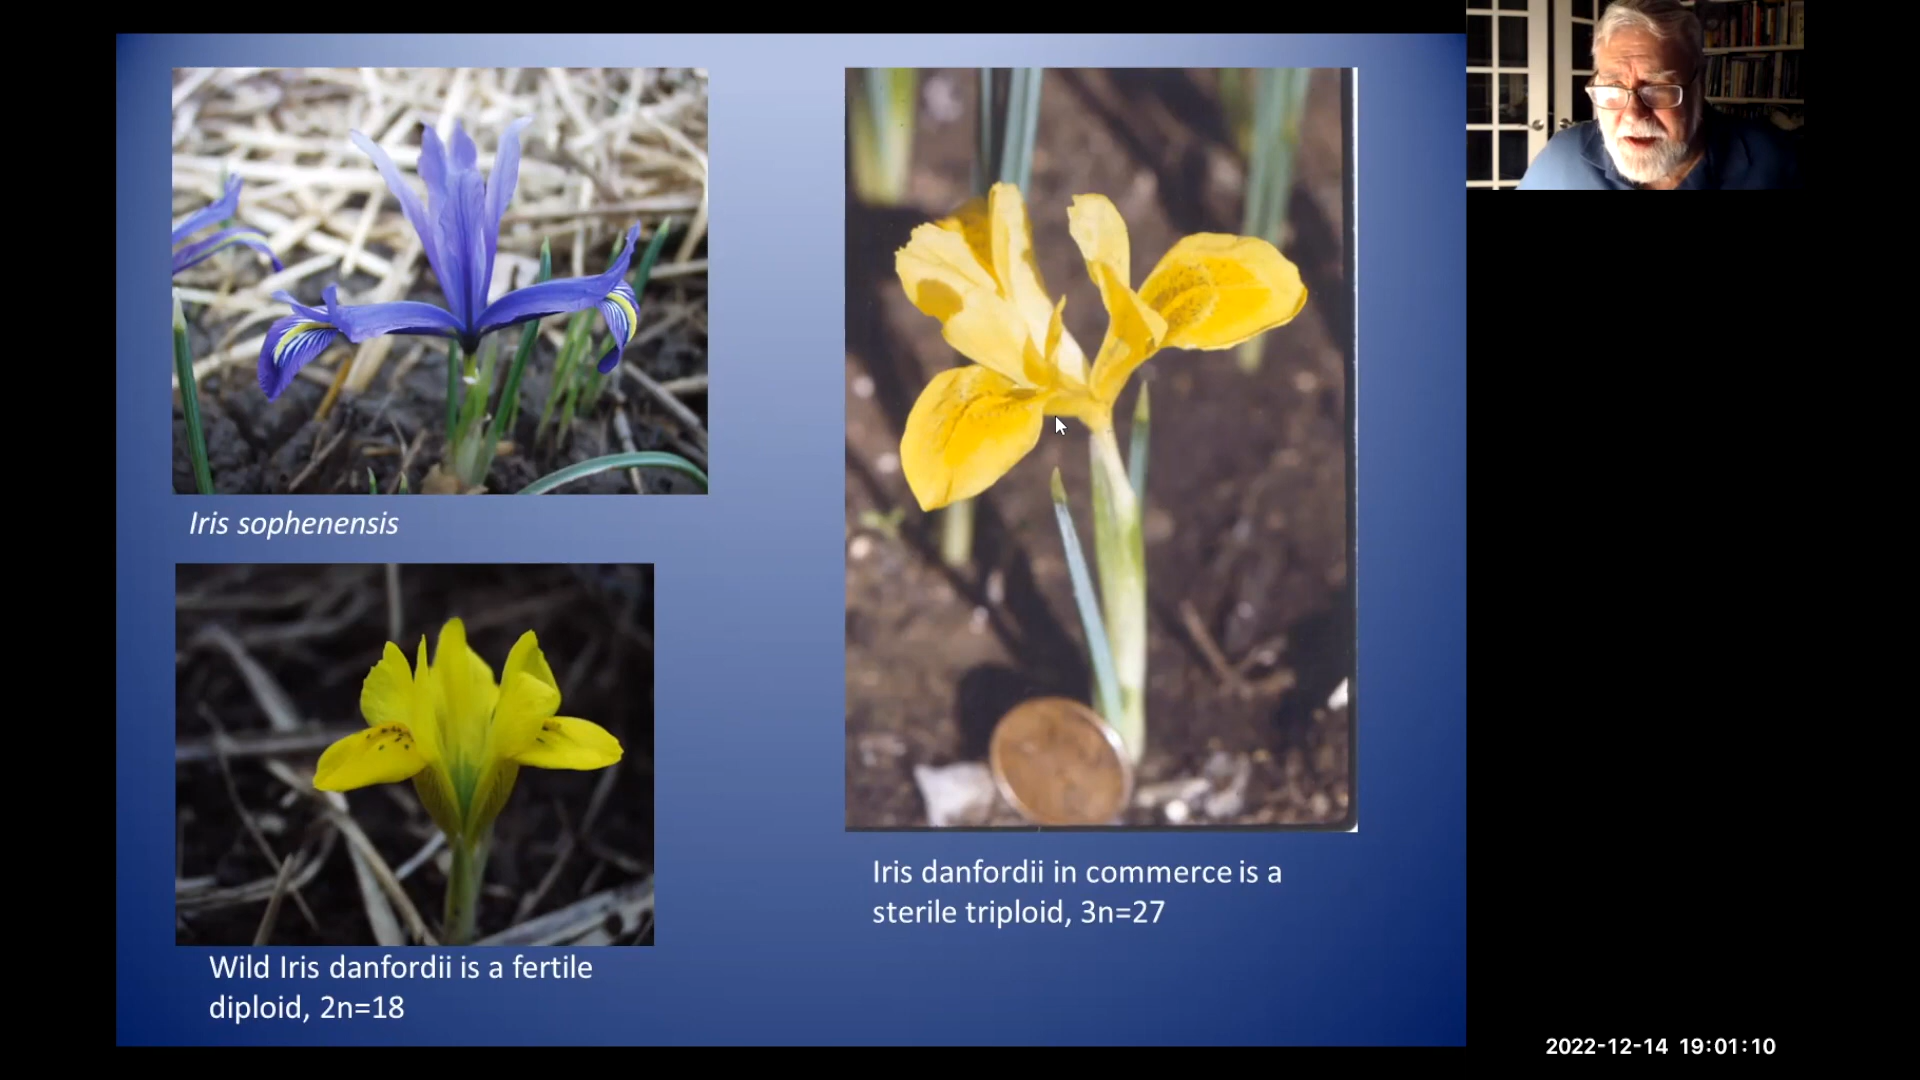 Iris sophenensis
Wild Iris danfordii is a fertile
diploid, 2n=18
Iris danfordii in commerce is a
sterile triploid, 3n=27
2022-12-14 19:01:10